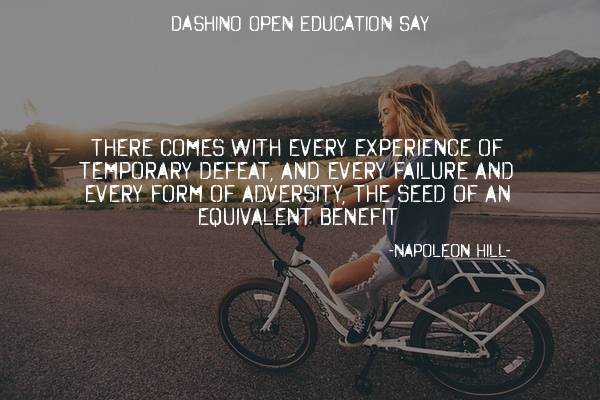 DASHINO OPEN EDUCATION SAY
THERE COMES WITH EVERY EXPERIENCE OF
TEMPORARY DEFEAT, AND EVERY FAILURE AND
EVERY FORM OF ADVERSITY, THE SEED OF AN
EQUIVALENT BENEFIT
-NAPOLEON HILL-